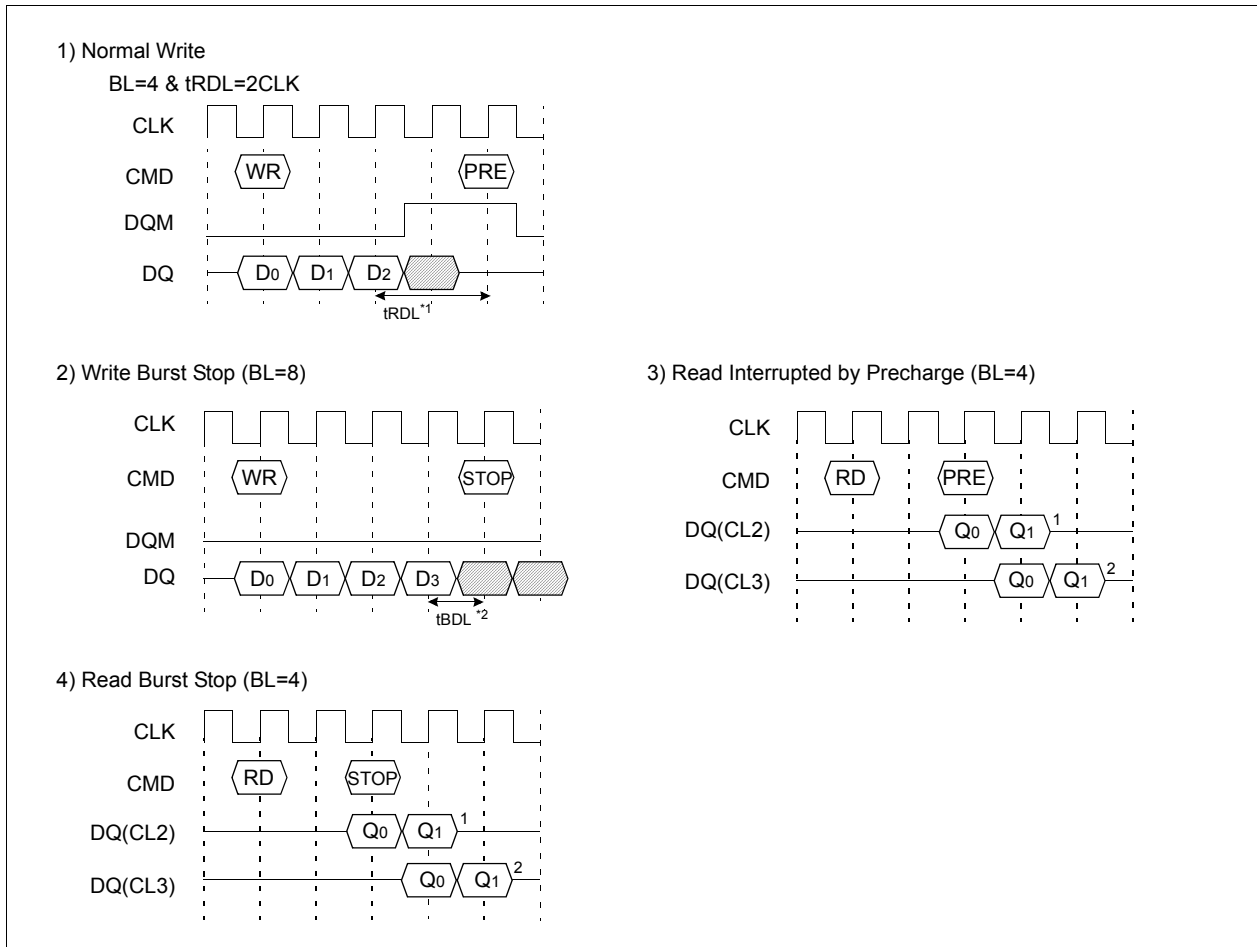 1) Normal Write
BL=4 & tRDL=2CLK
CLK
CMD WR PRE
DQM
DQ D0 D1 D2
tRDL*1
2) Write Burst Stop (BL=8)
CLK
CMD WR STOP
DQM
DQ D0 D1 D2 D3
tBDL *2
3) Read Interrupted by Precharge (BL=4)
CLK
CMD RD PRE
DQ(CL2) Q0 Q1 1
DQ(CL3) Q0 Q1 2
4) Read Burst Stop (BL=4)
CLK
CMD RD STOP
DQ(CL2) Q0 Q1 1
DQ(CL3) Q0 Q1 2